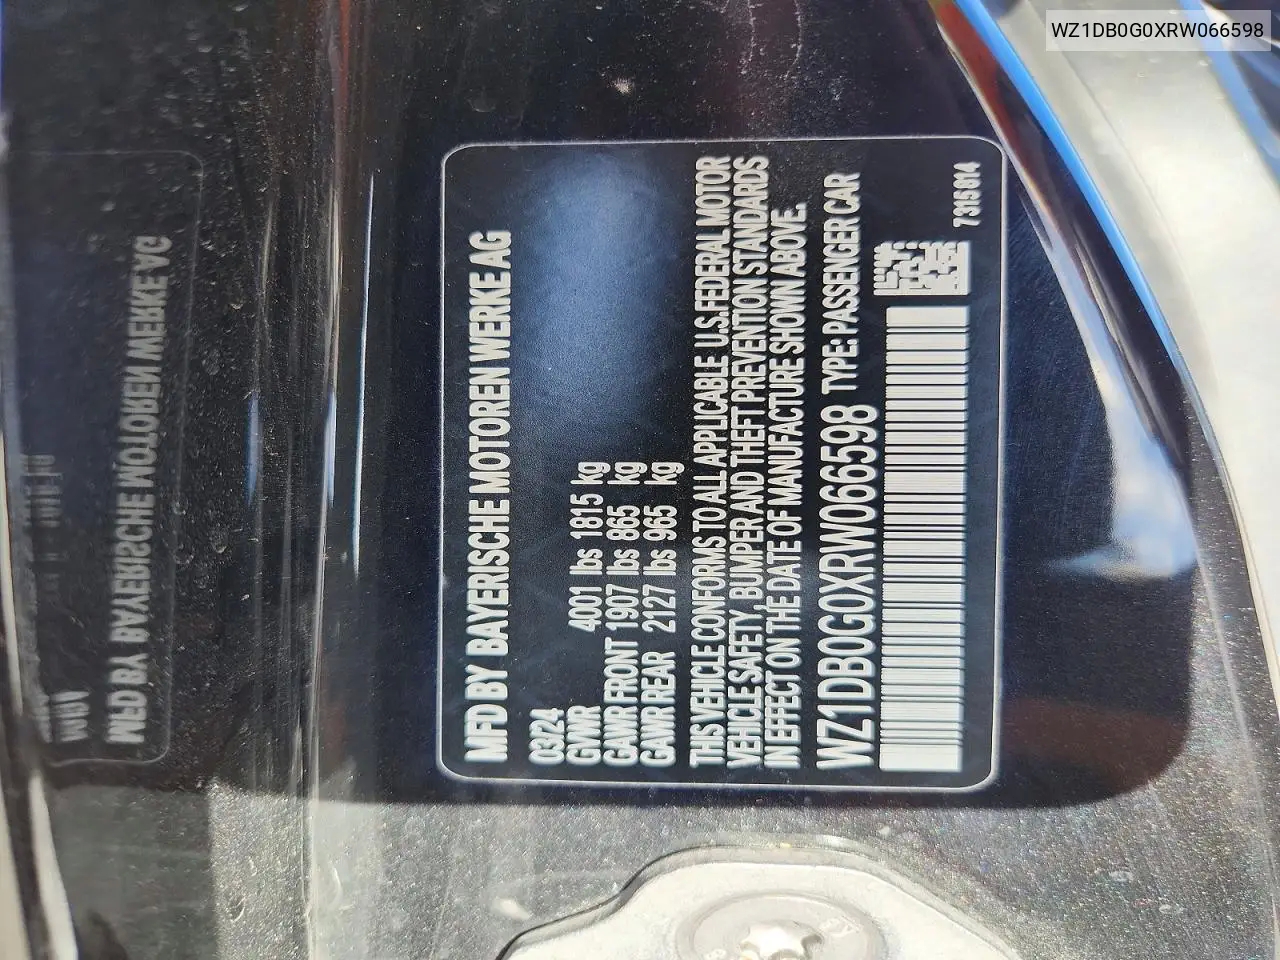 WZ1DB0G0XRW066598
MFD BY BAYERISCHE MOTOREN WERKE AG
03/24
GVWR 4001 lbs 1815 kg
GAWR FRONT 1907 lbs 865 kg
GAWR REAR 2127 lbs 965 kg
THIS VEHICLE CONFORMS TO ALL APPLICABLE U.S. FEDERAL MOTOR
VEHICLE SAFETY, BUMPER AND THEFT PREVENTION STANDARDS
IN EFFECT ON THE DATE OF MANUFACTURE SHOWN ABOVE.
WZ1DB0G0XRW066598 TYPE: PASSENGER CAR
7316814
MFD BY BAYERISCHE MOTOREN WERKE AG